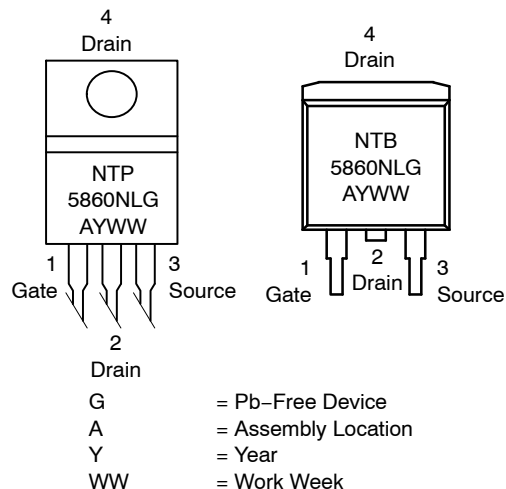 4
Drain
NTP
5860NLG
AYWW
1
Gate
3
Source
2
Drain
4
Drain
NTB
5860NLG
AYWW
1
Gate
2
Drain
3
Source
G = Pb−Free Device
A = Assembly Location
Y = Year
WW = Work Week